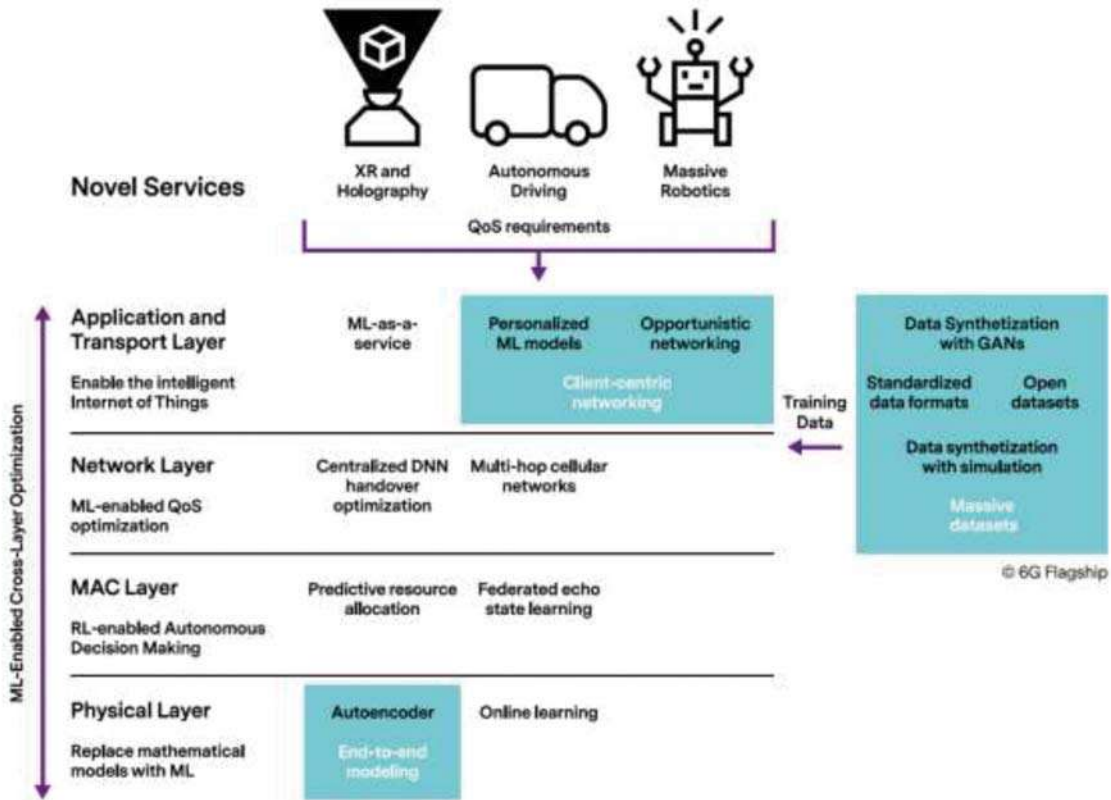 XR and
Holography
Autonomous
Driving
Massive
Robotics
Novel Services
QoS requirements
ML-Enabled Cross-Layer Optimization
Application and
Transport Layer
Enable the intelligent
Internet of Things
ML-as-a-
service
Personalized
ML models
Opportunistic
networking
Client-centric
networking
Training
Data
Data Synthetization
with GANs
Standardized
data formats
Open
datasets
Data synthetization
with simulation
Massive
datasets
© 6G Flagship
Network Layer
ML-enabled QoS
optimization
Centralized DNN
handover
optimization
Multi-hop cellular
networks
MAC Layer
RL-enabled Autonomous
Decision Making
Predictive resource
allocation
Federated echo
state learning
Physical Layer
Replace mathematical
models with ML
Autoencoder
End-to-end
modeling
Online learning